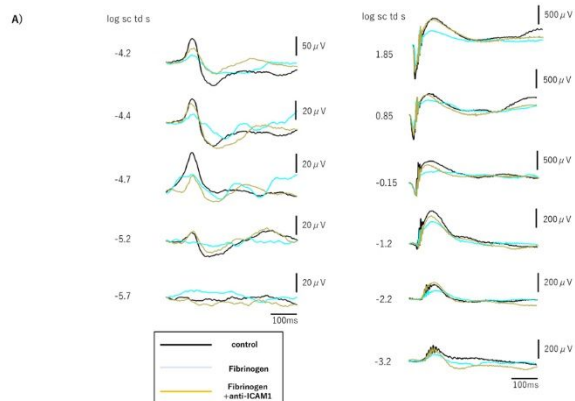 A)
log sc td s
-4.2
50 μV
-4.4
20 μV
-4.7
20 μV
-5.2
20 μV
-5.7
20 μV
100ms
control
Fibrinogen
Fibrinogen
+anti-ICAM1
log sc td s
500 μV
1.85
500 μV
0.85
500 μV
-0.15
200 μV
-1.2
200 μV
-2.2
200 μV
-3.2
100ms